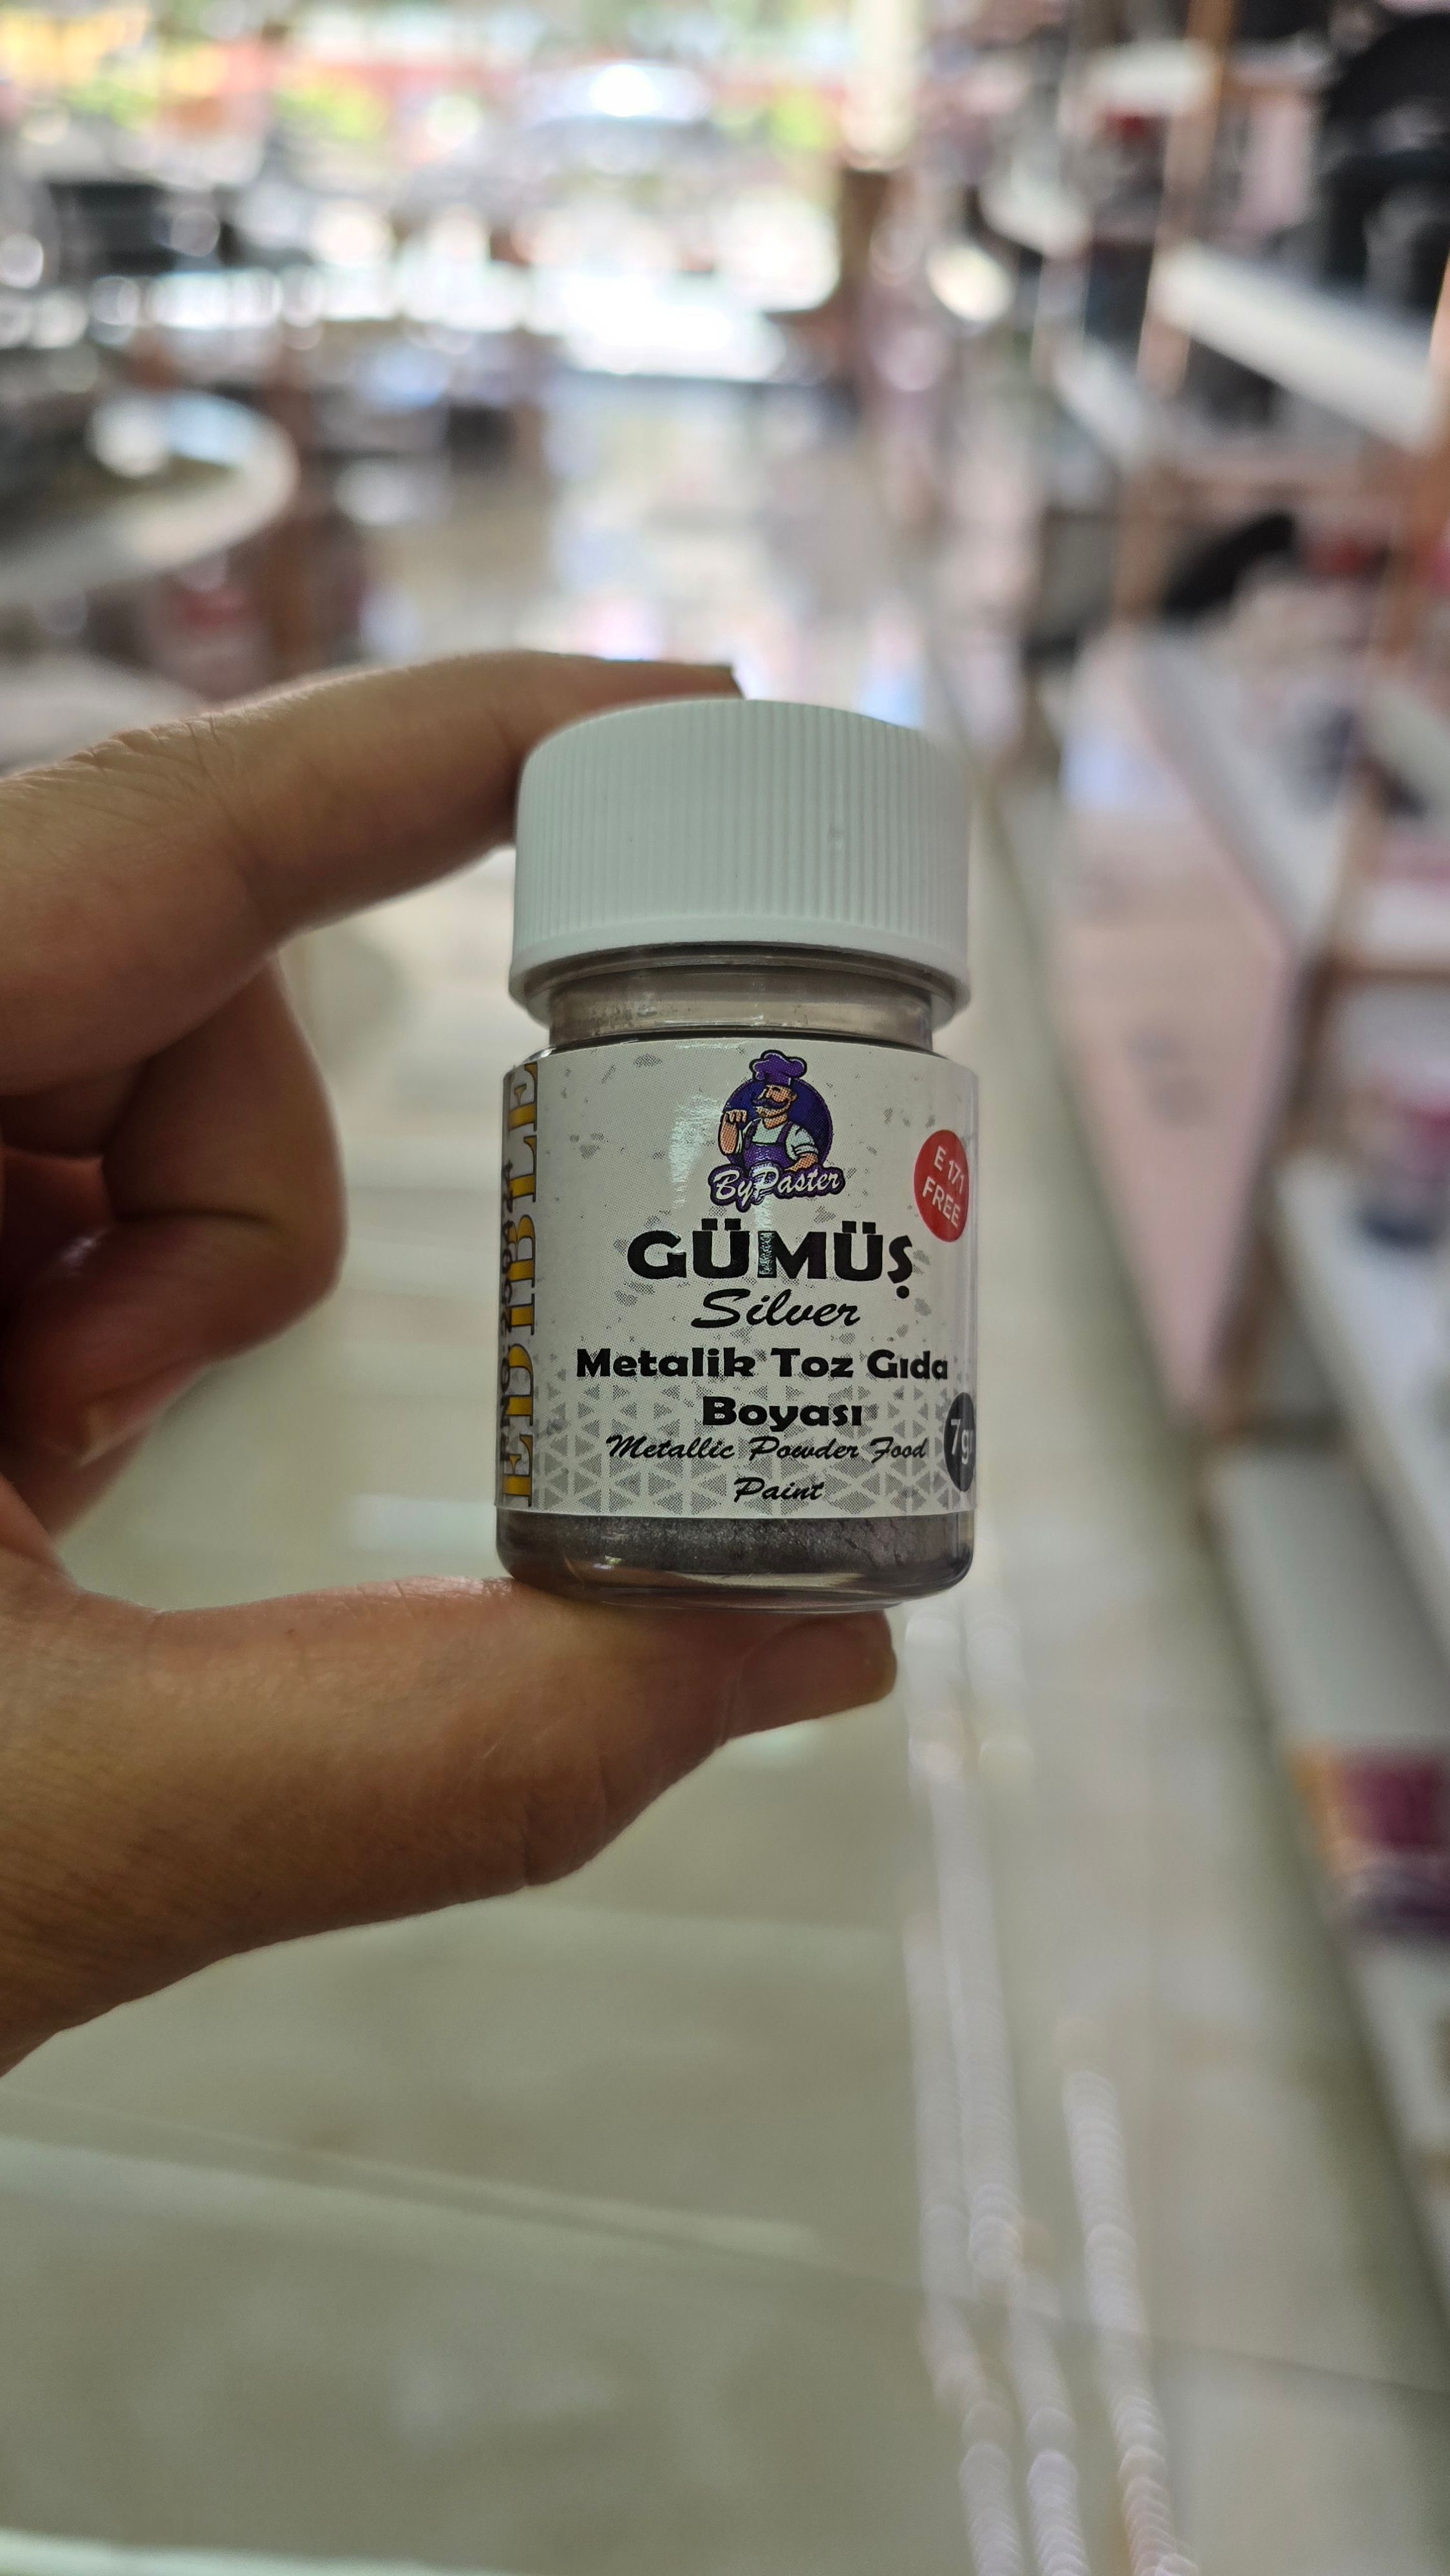 ByPaster
E 171
FREE
GÜMÜŞ
Silver
Metalik Toz Gıda
Boyası
Metallic Powder Food
Paint
7gr
EDIBLE